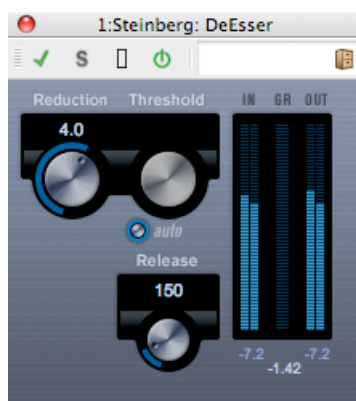 1:Steinberg: DeEsser
S
Reduction Threshold IN GR OUT
4.0
auto
Release
150
-7.2 -7.2
-1.42